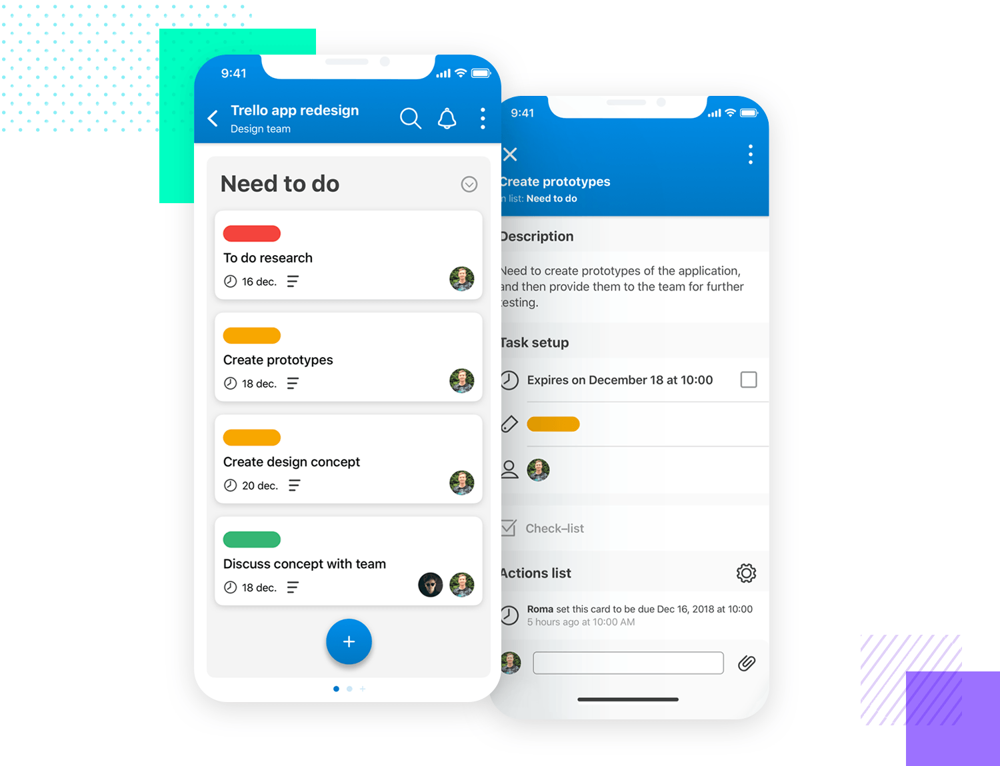 9:41
Trello app redesign
Design team
Need to do
To do research
16 dec.
Create prototypes
18 dec.
Create design concept
20 dec.
Discuss concept with team
18 dec.
+
9:41
Create prototypes
n list: Need to do
Description
Need to create prototypes of the application,
and then provide them to the team for further
testing.
Task setup
Expires on December 18 at 10:00
Check-list
Actions list
Roma set this card to be due Dec 16, 2018 at 10:00
5 hours ago at 10:00 AM